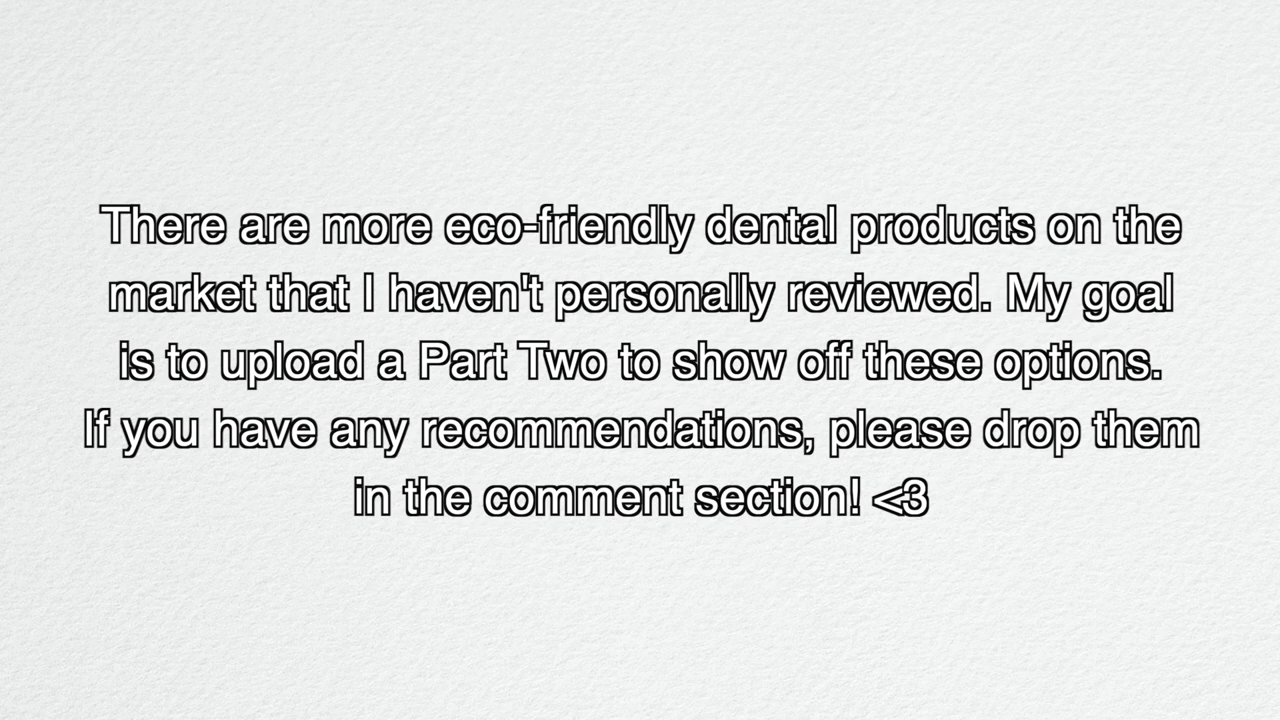 There are more eco-friendly dental products on the
market that I haven't personally reviewed. My goal
is to upload a Part Two to show off these options.
If you have any recommendations, please drop them
in the comment section! <3